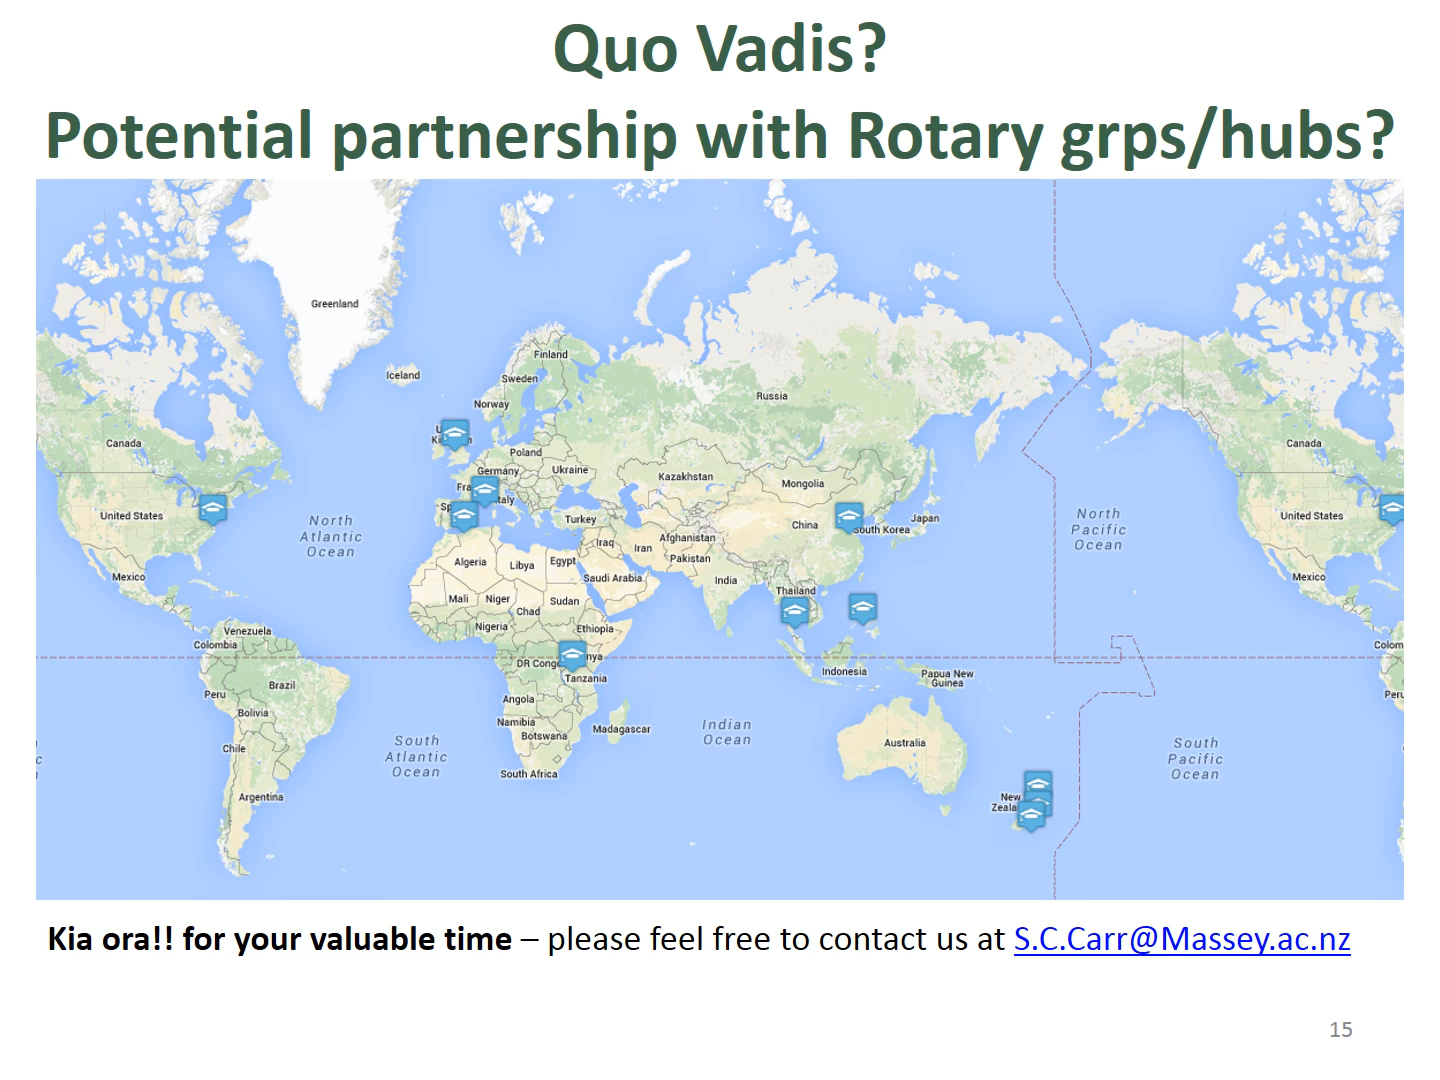 Quo Vadis?
Potential partnership with Rotary grps/hubs?
Greenland
Iceland
Finland
Sweden
Norway
Russia
Canada
Canada
Poland
Germany
Ukraine
Kazakhstan
Mongolia
United States
North
Atlantic
Ocean
Turkey
China
South Korea
Japan
North
Pacific
Ocean
United States
Afghanistan
Iraq
Iran
Pakistan
Algeria
Libya
Egypt
Saudi Arabia
India
Mexico
Mexico
Thailand
Mali
Niger
Chad
Sudan
Nigeria
Ethiopia
Venezuela
Colombia
Colom
DR Congo
Tanzania
Indonesia
Papua New
Guinea
Peru
Brazil
Peru
Angola
Bolivia
Namibia
Botswana
Madagascar
Indian
Ocean
Chile
South
Atlantic
Ocean
Australia
South
Pacific
Ocean
South Africa
Argentina
New
Kia ora!! for your valuable time – please feel free to contact us at S.C.Carr@Massey.ac.nz
15